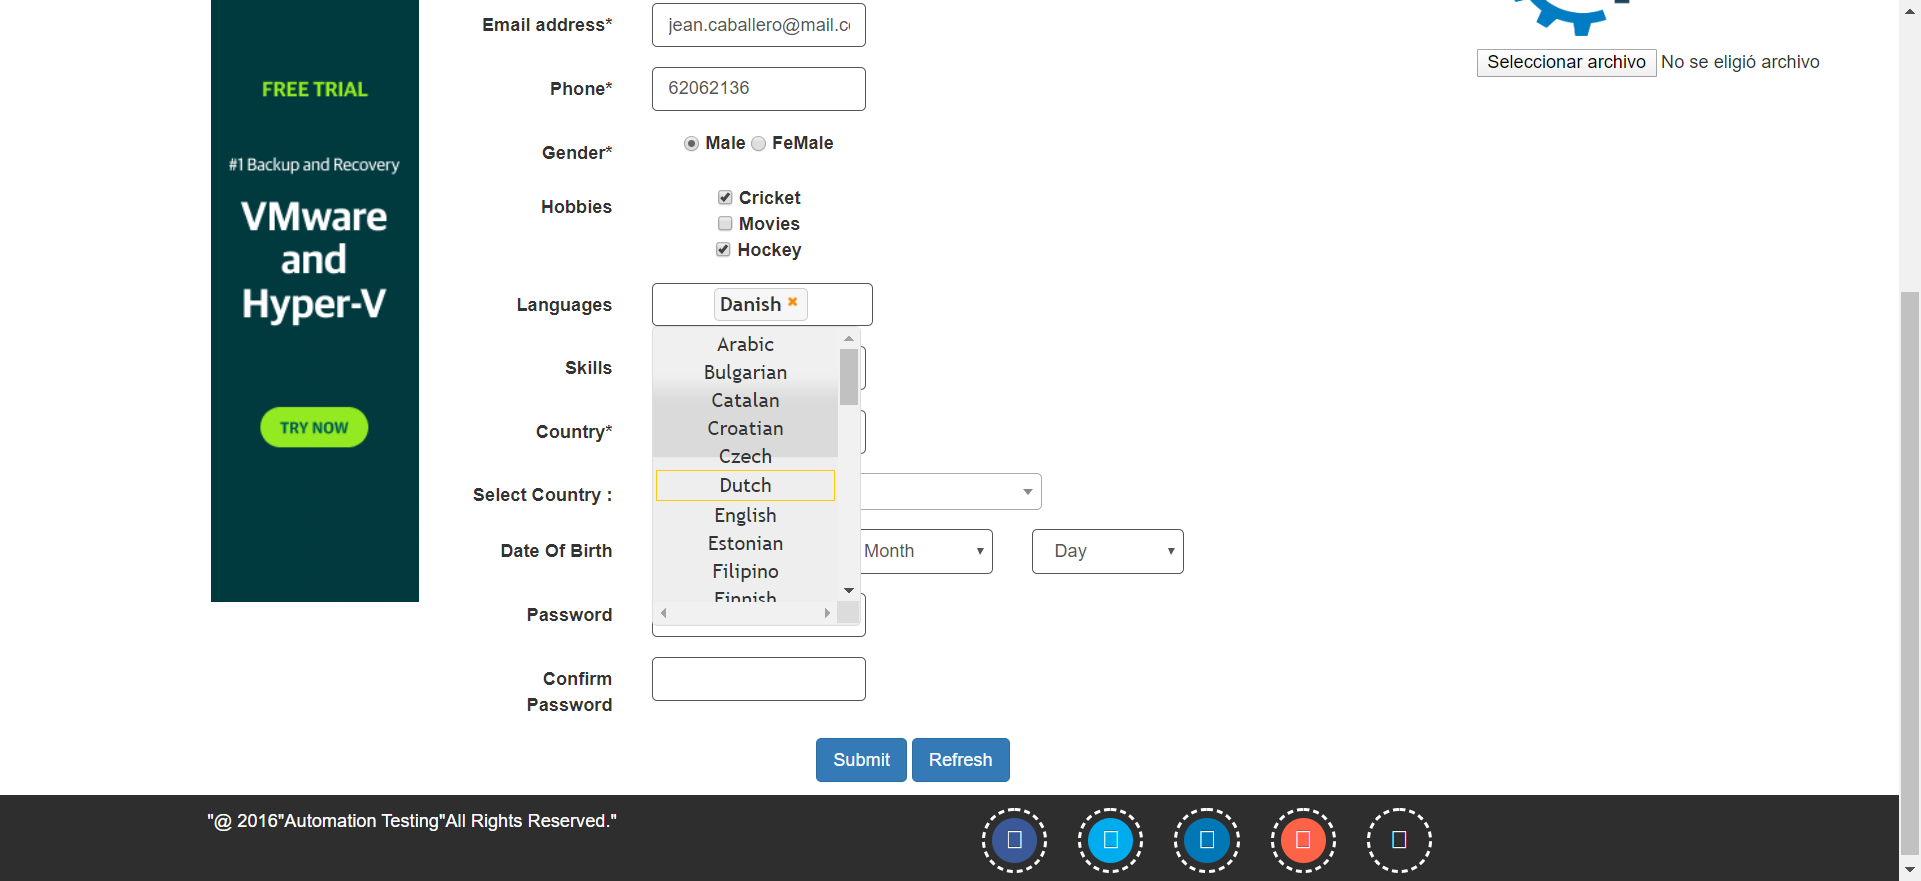 Email address*
jean.caballero@mail.c
Seleccionar archivo No se eligió archivo
FREE TRIAL
Phone*
62062136
#1 Backup and Recovery
VMware
and
Hyper-V
TRY NOW
Gender*
Male FeMale
Hobbies
Cricket
Movies
Hockey
Languages
Danish
Arabic
Bulgarian
Catalan
Croatian
Czech
Dutch
English
Estonian
Filipino
Finnish
Skills
Country*
Select Country :
Date Of Birth
Month
Day
Password
Confirm
Password
Submit
Refresh
"@ 2016"Automation Testing"All Rights Reserved."